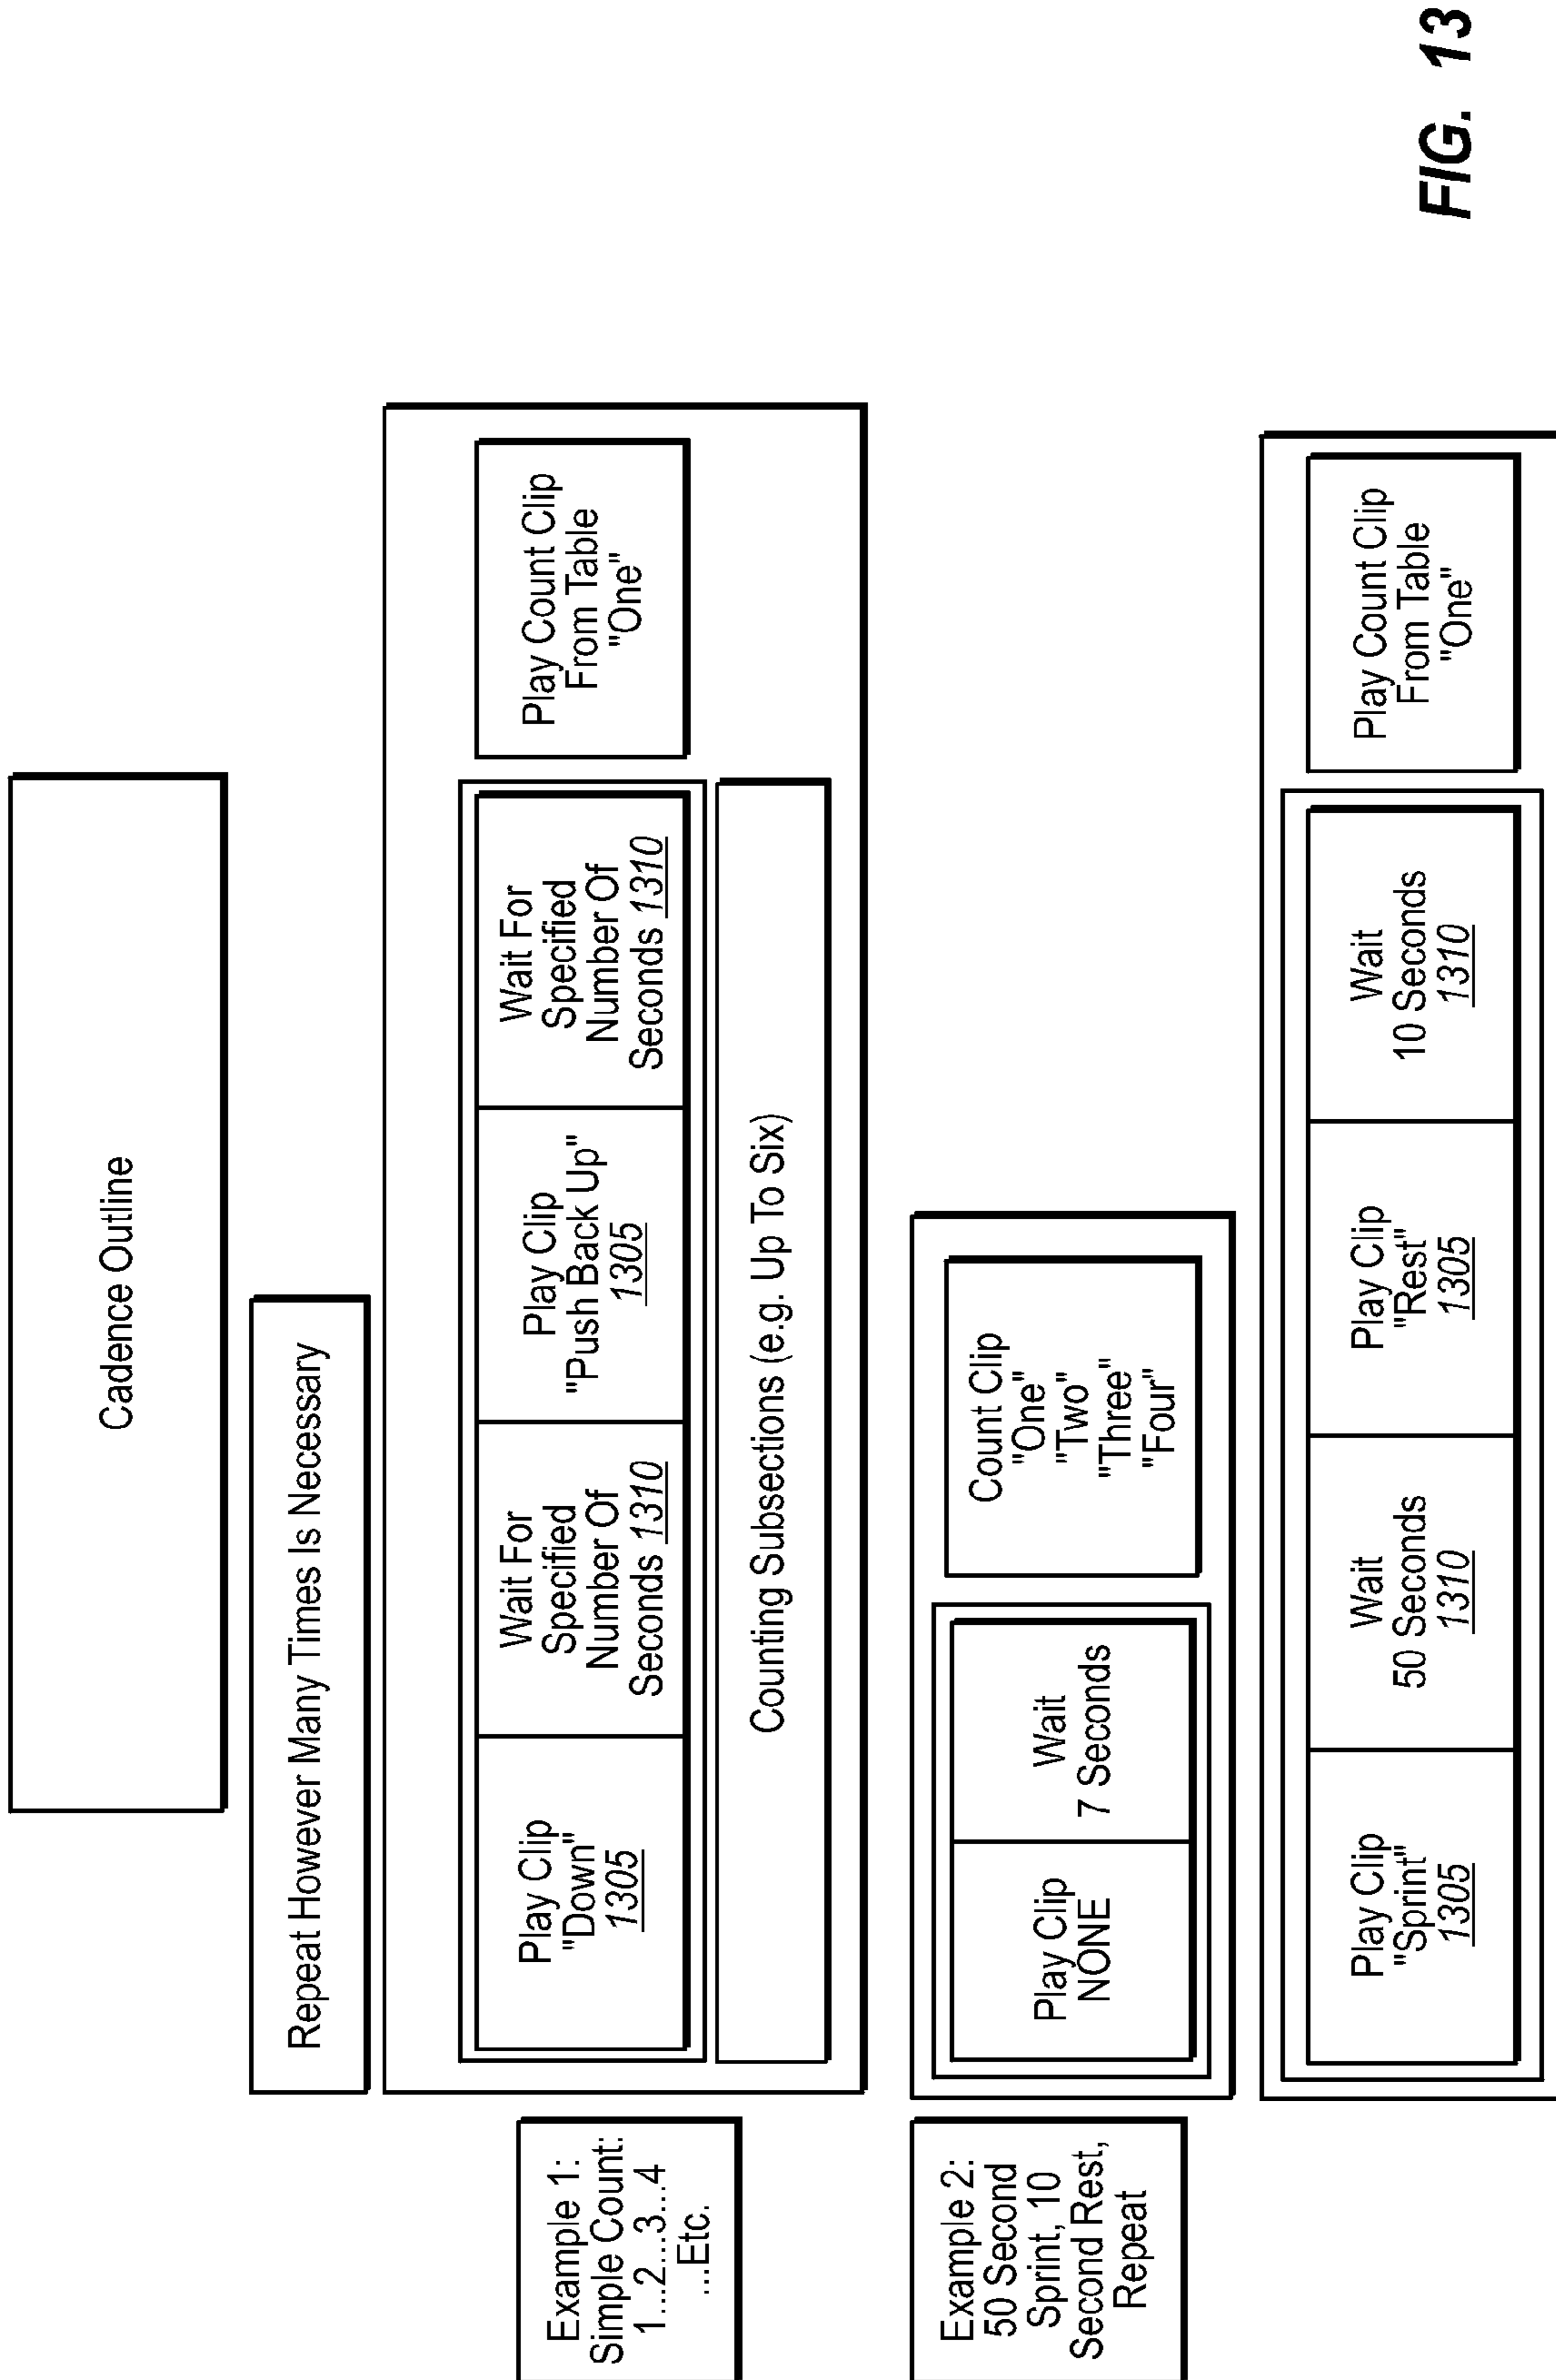 Cadence Outline
Repeat However Many Times Is Necessary
Example 1:
Simple Count:
1...2...3...4
...Etc.
Play Clip
"Down"
1305
Wait For
Specified
Number Of
Seconds 1310
Play Clip
"Push Back Up"
1305
Wait For
Specified
Number Of
Seconds 1310
Play Count Clip
From Table
"One"
Counting Subsections (e.g. Up To Six)
Example 2:
50 Second
Sprint, 10
Second Rest,
Repeat
Play Clip
NONE
Wait
7 Seconds
Count Clip
"One"
"Two"
"Three"
"Four"
Play Clip
"Sprint"
1305
Wait
50 Seconds
1310
Play Clip
"Rest"
1305
Wait
10 Seconds
1310
Play Count Clip
From Table
"One"
FIG. 13